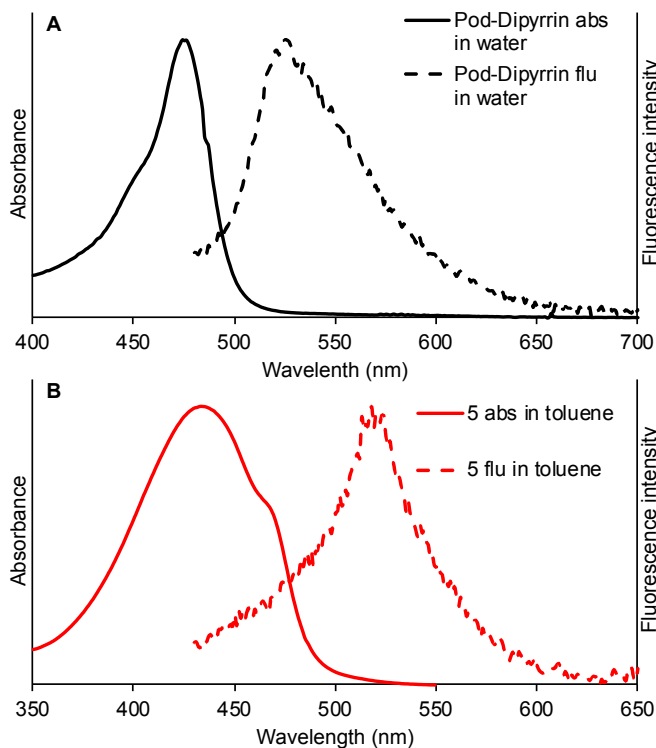 A
Pod-Dipyrrin abs
in water
Pod-Dipyrrin flu
in water
Absorbance
Fluorescence intensity
400 450 500 550 600 650 700
Wavelenth (nm)
B
5 abs in toluene
5 flu in toluene
Absorbance
Fluorescence intensity
350 400 450 500 550 600 650
Wavelength (nm)